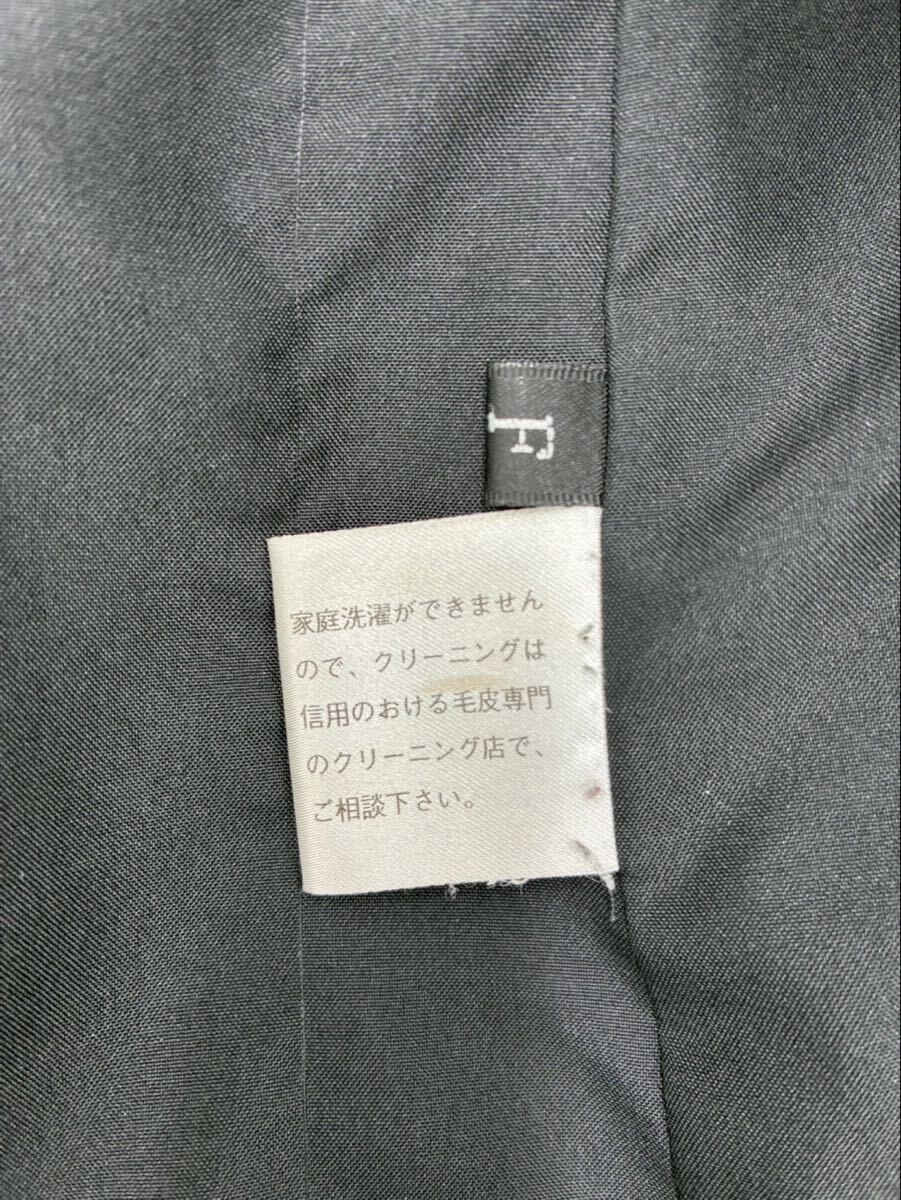 F
家庭洗濯ができません
ので、クリーニングは
信用のおける毛皮専門
のクリーニング店で、
ご相談下さい。